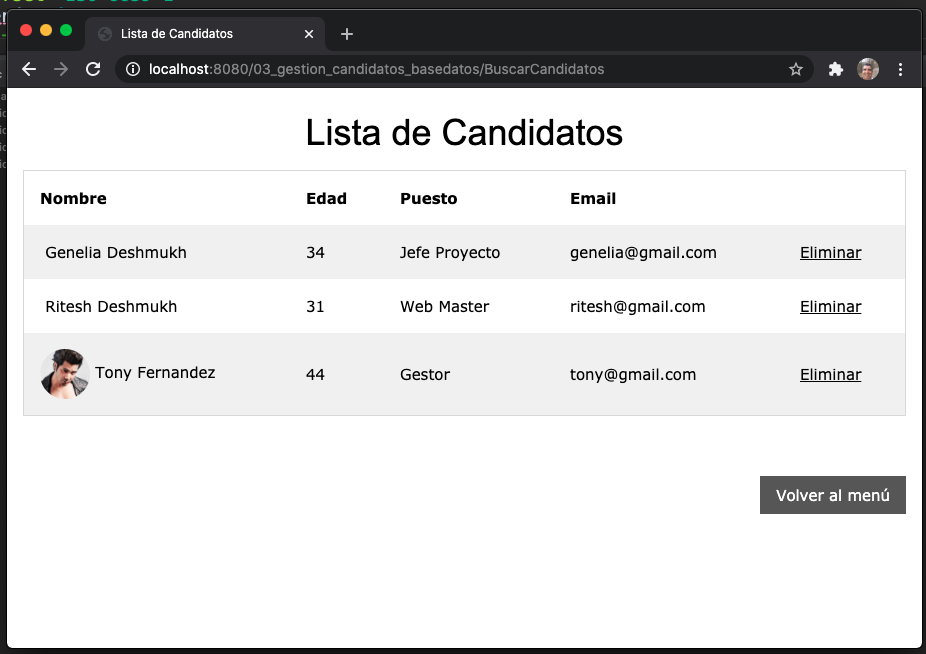 Lista de Candidatos
localhost:8080/03_gestion_candidatos_basedatos/BuscarCandidatos
Lista de Candidatos
Nombre Edad Puesto Email
Genelia Deshmukh 34 Jefe Proyecto genelia@gmail.com Eliminar
Ritesh Deshmukh 31 Web Master ritesh@gmail.com Eliminar
Tony Fernandez 44 Gestor tony@gmail.com Eliminar
Volver al menú